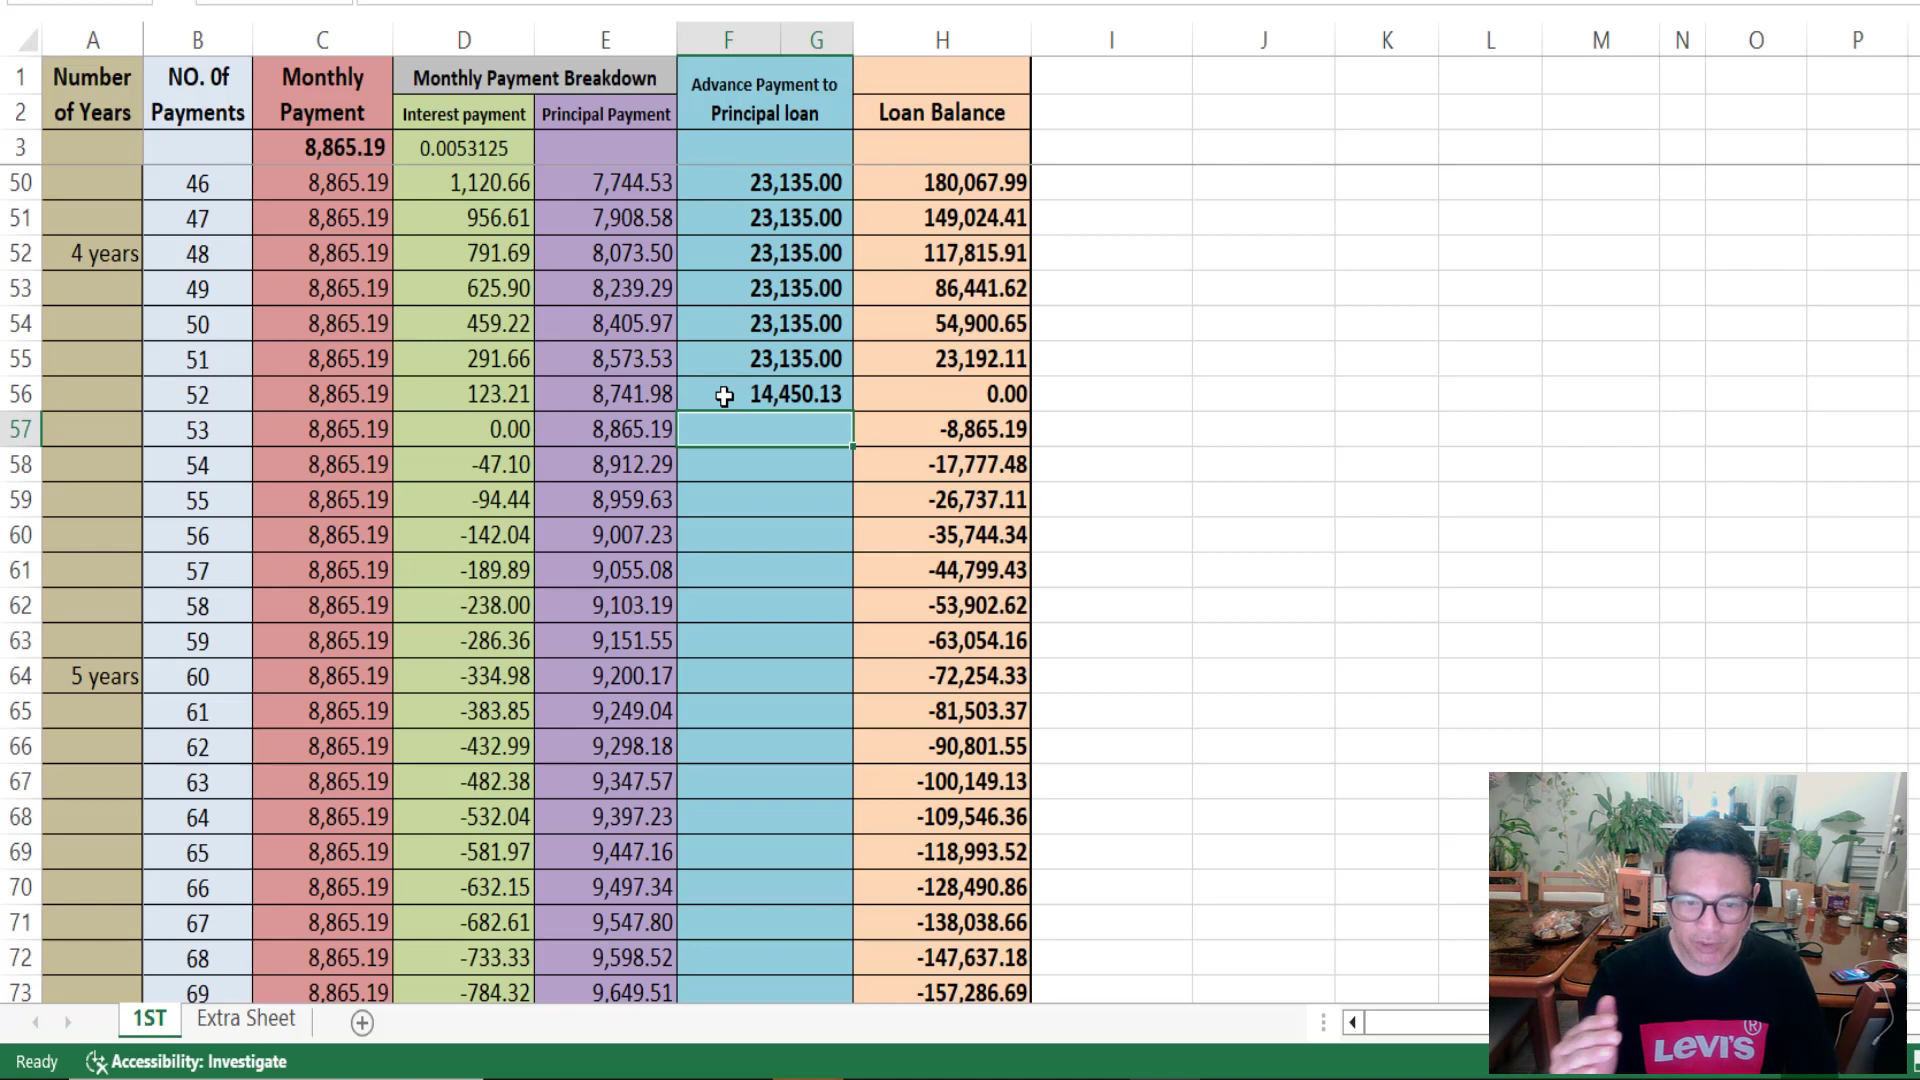 A B C D E F G H I J K L M N O P
1 Number NO. 0f Monthly Monthly Payment Breakdown Advance Payment to
2 of Years Payments Payment Interest payment Principal Payment Principal loan Loan Balance
3 8,865.19 0.0053125
50 46 8,865.19 1,120.66 7,744.53 23,135.00 180,067.99
51 47 8,865.19 956.61 7,908.58 23,135.00 149,024.41
52 4 years 48 8,865.19 791.69 8,073.50 23,135.00 117,815.91
53 49 8,865.19 625.90 8,239.29 23,135.00 86,441.62
54 50 8,865.19 459.22 8,405.97 23,135.00 54,900.65
55 51 8,865.19 291.66 8,573.53 23,135.00 23,192.11
56 52 8,865.19 123.21 8,741.98 14,450.13 0.00
57 53 8,865.19 0.00 8,865.19 -8,865.19
58 54 8,865.19 -47.10 8,912.29 -17,777.48
59 55 8,865.19 -94.44 8,959.63 -26,737.11
60 56 8,865.19 -142.04 9,007.23 -35,744.34
61 57 8,865.19 -189.89 9,055.08 -44,799.43
62 58 8,865.19 -238.00 9,103.19 -53,902.62
63 59 8,865.19 -286.36 9,151.55 -63,054.16
64 5 years 60 8,865.19 -334.98 9,200.17 -72,254.33
65 61 8,865.19 -383.85 9,249.04 -81,503.37
66 62 8,865.19 -432.99 9,298.18 -90,801.55
67 63 8,865.19 -482.38 9,347.57 -100,149.13
68 64 8,865.19 -532.04 9,397.23 -109,546.36
69 65 8,865.19 -581.97 9,447.16 -118,993.52
70 66 8,865.19 -632.15 9,497.34 -128,490.86
71 67 8,865.19 -682.61 9,547.80 -138,038.66
72 68 8,865.19 -733.33 9,598.52 -147,637.18
73 69 8,865.19 -784.32 9,649.51 -157,286.69
1ST Extra Sheet
Ready Accessibility: Investigate
Levi's ®